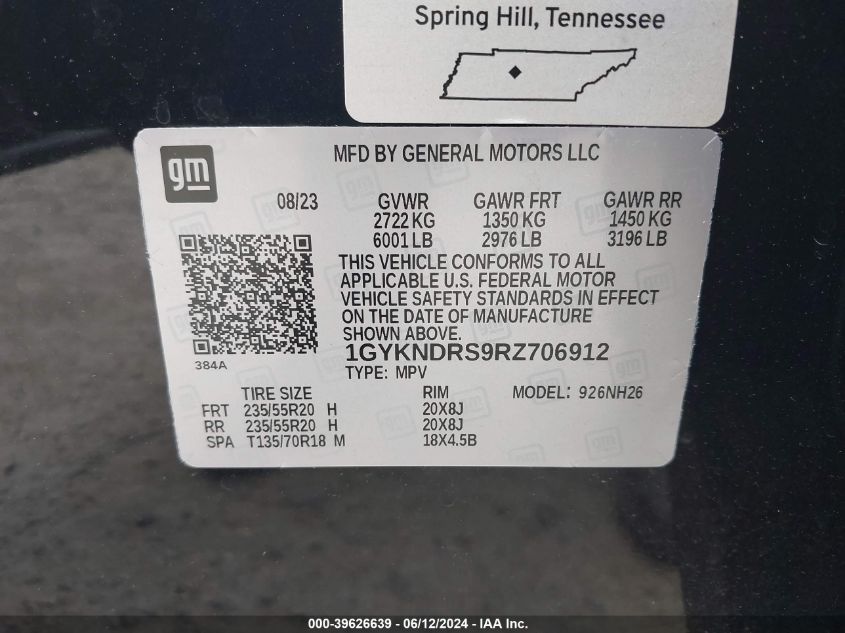 Spring Hill, Tennessee
gm
MFD BY GENERAL MOTORS LLC
08/23 GVWR GAWR FRT GAWR RR
2722 KG 1350 KG 1450 KG
6001 LB 2976 LB 3196 LB
THIS VEHICLE CONFORMS TO ALL
APPLICABLE U.S. FEDERAL MOTOR
VEHICLE SAFETY STANDARDS IN EFFECT
ON THE DATE OF MANUFACTURE
SHOWN ABOVE.
384A
1GYKNDRS9RZ706912
TYPE: MPV
TIRE SIZE RIM MODEL: 926NH26
FRT 235/55R20 H 20X8J
RR 235/55R20 H 20X8J
SPA T135/70R18 M 18X4.5B
000-39626639 - 06/12/2024 - IAA Inc.